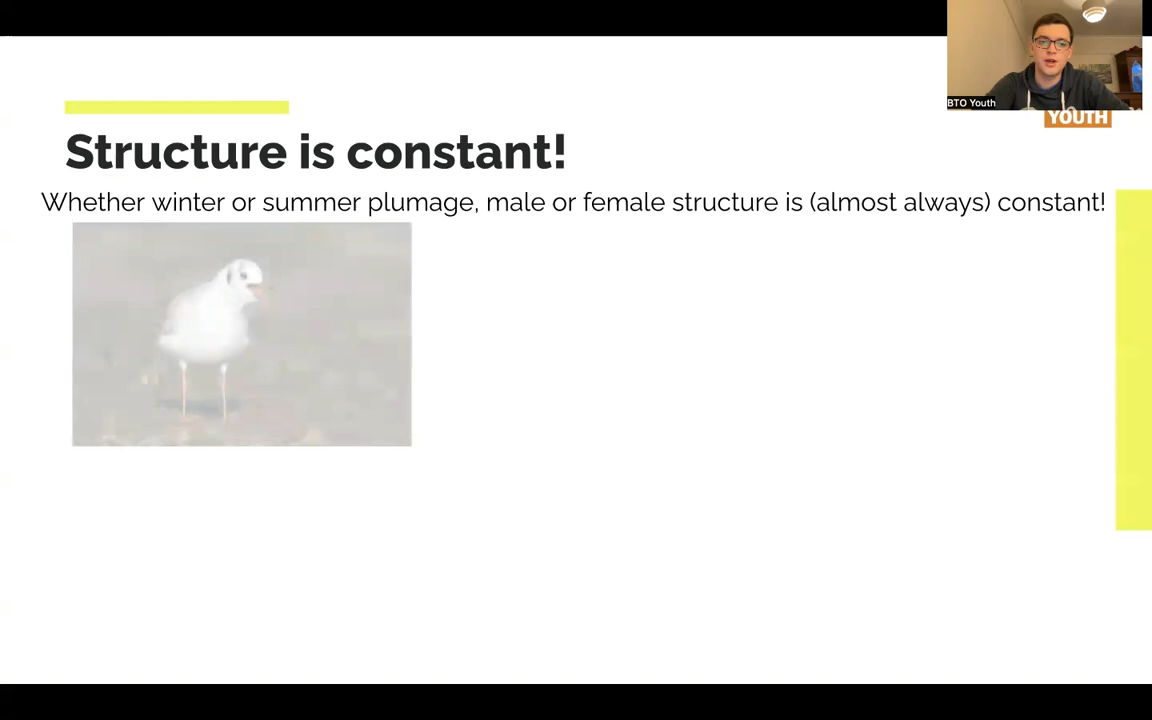 BTO Youth
YOUTH
Structure is constant!
Whether winter or summer plumage, male or female structure is (almost always) constant!